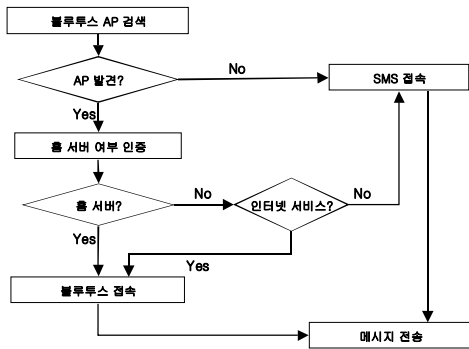 블루투스 AP 검색
AP 발견?
No
SMS 접속
Yes
홈 서버 여부 인증
홈 서버?
No
인터넷 서비스?
No
Yes
Yes
블루투스 접속
메시지 전송